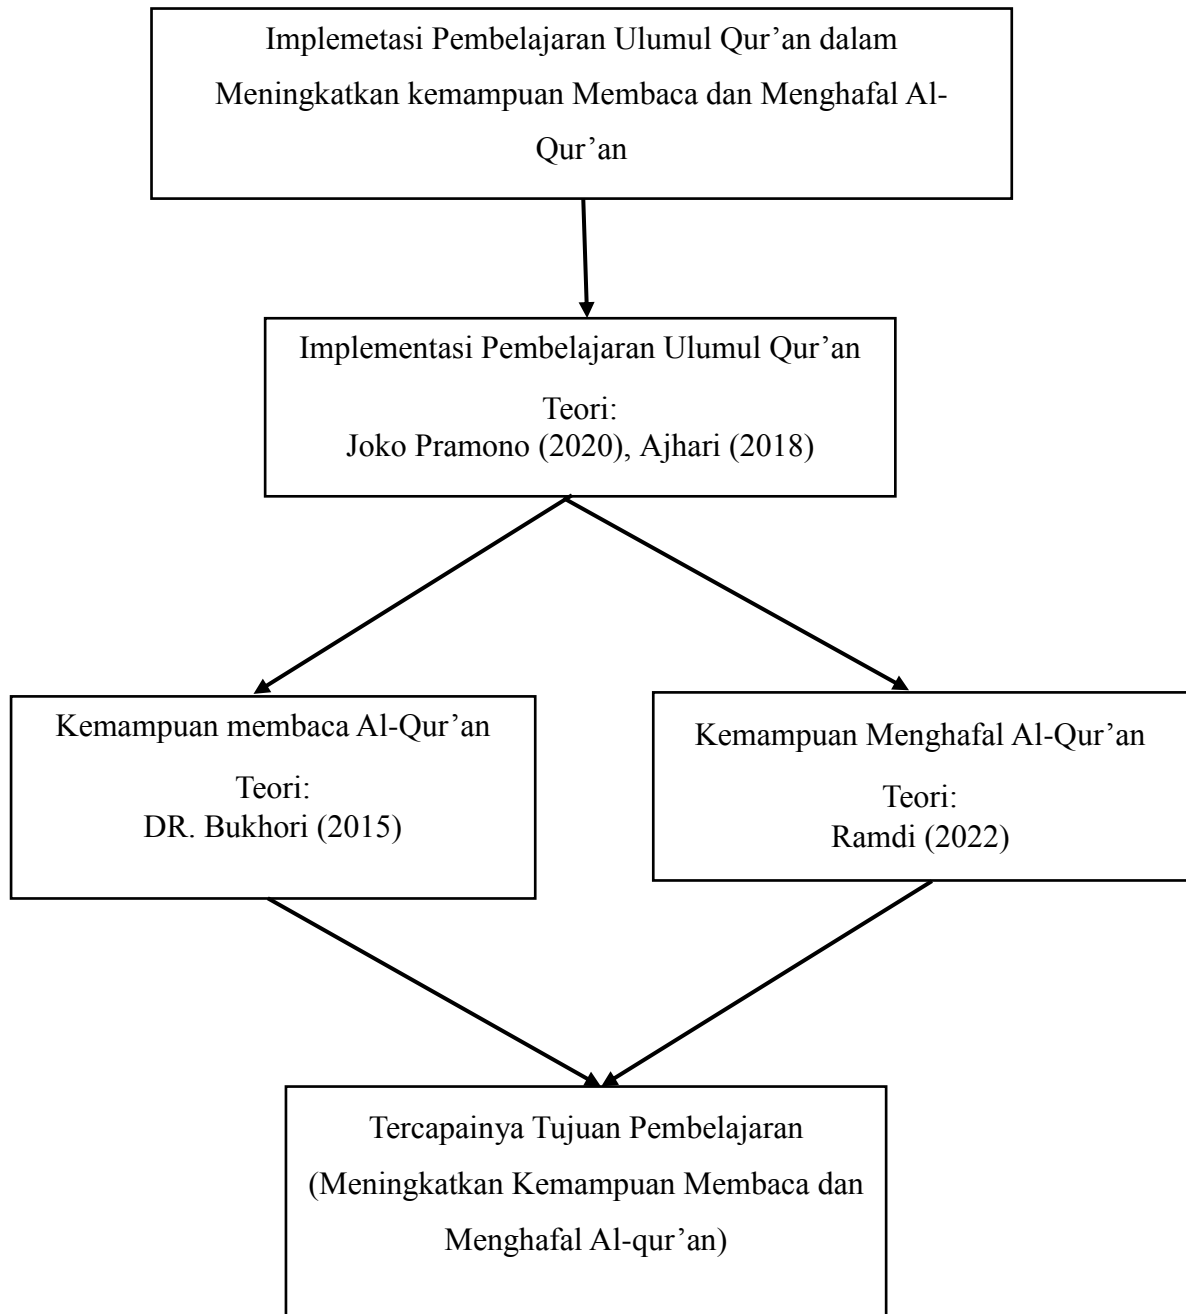 Implemetasi Pembelajaran Ulumul Qur’an dalam
Meningkatkan kemampuan Membaca dan Menghafal Al-
Qur’an
Implementasi Pembelajaran Ulumul Qur’an
Teori:
Joko Pramono (2020), Ajhari (2018)
Kemampuan membaca Al-Qur’an
Teori:
DR. Bukhori (2015)
Kemampuan Menghafal Al-Qur’an
Teori:
Ramdi (2022)
Tercapainya Tujuan Pembelajaran
(Meningkatkan Kemampuan Membaca dan
Menghafal Al-qur’an)